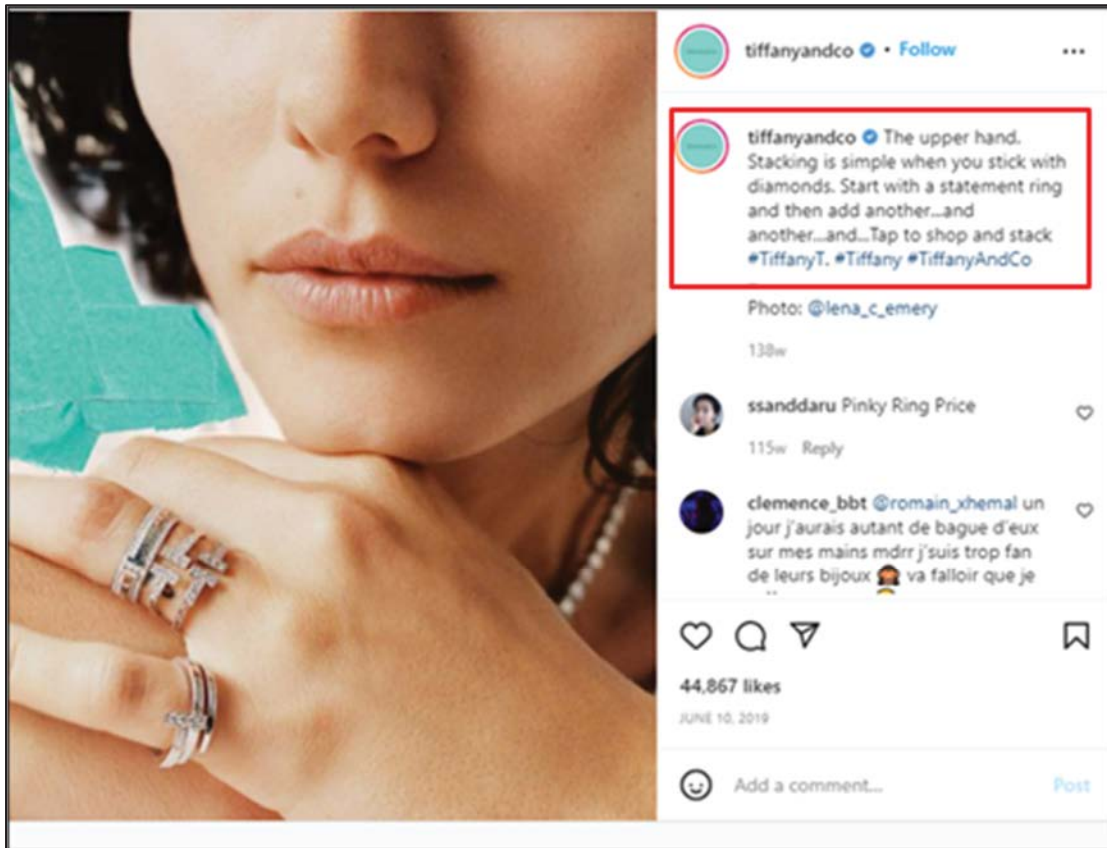 tiffanyandco • Follow
tiffanyandco The upper hand.
Stacking is simple when you stick with
diamonds. Start with a statement ring
and then add another...and
another...and...Tap to shop and stack
#TiffanyT. #Tiffany #TiffanyAndCo
Photo: @lena_c_emery
138w
ssanddaru Pinky Ring Price
115w Reply
clemence_bbt @romain_xhemal un
jour j'aurais autant de bague d'eux
sur mes mains mdrr j'suis trop fan
de leurs bijoux 🙈 va falloir que je
44,867 likes
JUNE 10, 2019
Add a comment...
Post